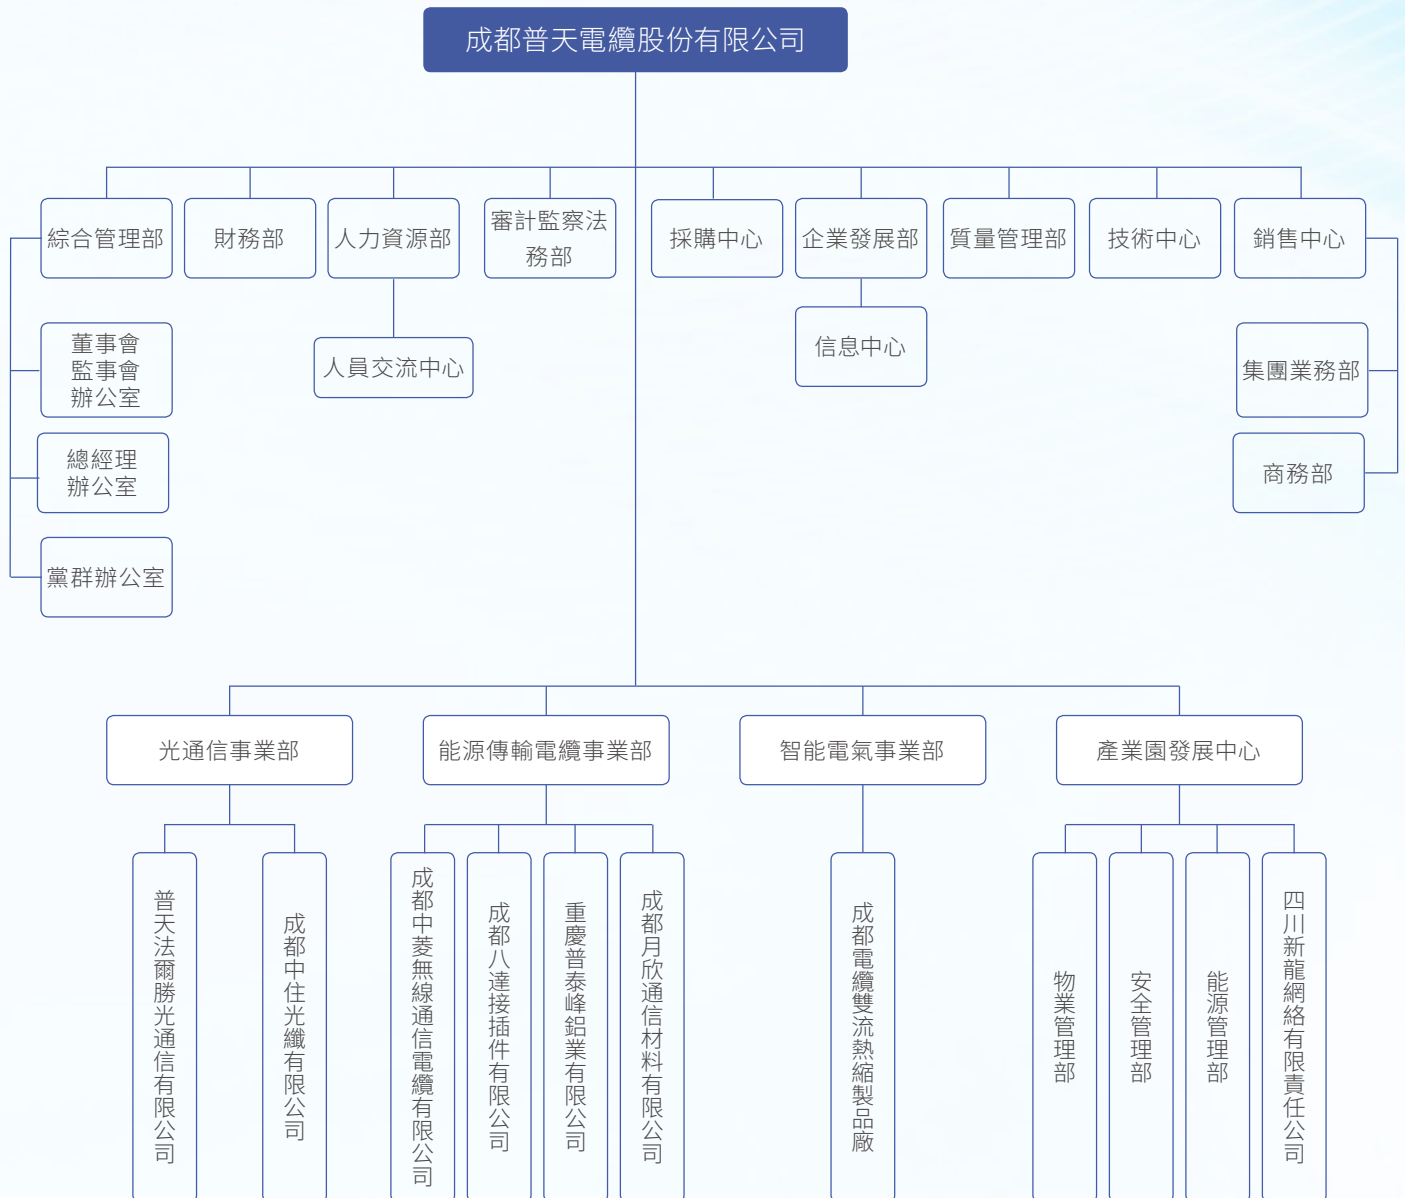 成都普天電纜股份有限公司
綜合管理部
財務部
人力資源部
審計監察法
務部
採購中心
企業發展部
質量管理部
技術中心
銷售中心
董事會
監事會
辦公室
人員交流中心
信息中心
集團業務部
總經理
辦公室
商務部
黨群辦公室
光通信事業部
能源傳輸電纜事業部
智能電氣事業部
產業園發展中心
普天法爾勝光通信有限公司
成都中住光纖有限公司
成都中菱無線通信電纜有限公司
成都八達接插件有限公司
重慶普泰峰鋁業有限公司
成都月欣通信材料有限公司
成都電纜雙流熱縮製品廠
物業管理部
安全管理部
能源管理部
四川新龍網絡有限責任公司